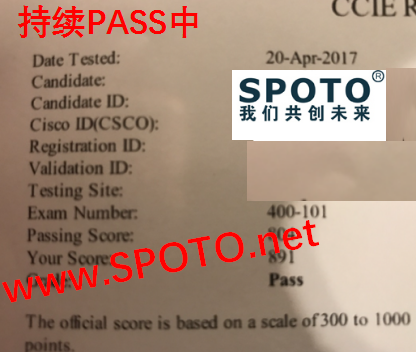 持续PASS中
CCIE R
Date Tested: 20-Apr-2017
Candidate:
SPOTO®
我们共创未来
Candidate ID:
Cisco ID(CSCO):
Registration ID:
Validation ID:
Testing Site:
Exam Number: 400-101
Passing Score:
Your Score: 891
Pass
www.SPOTO.net
The official score is based on a scale of 300 to 1000
points.